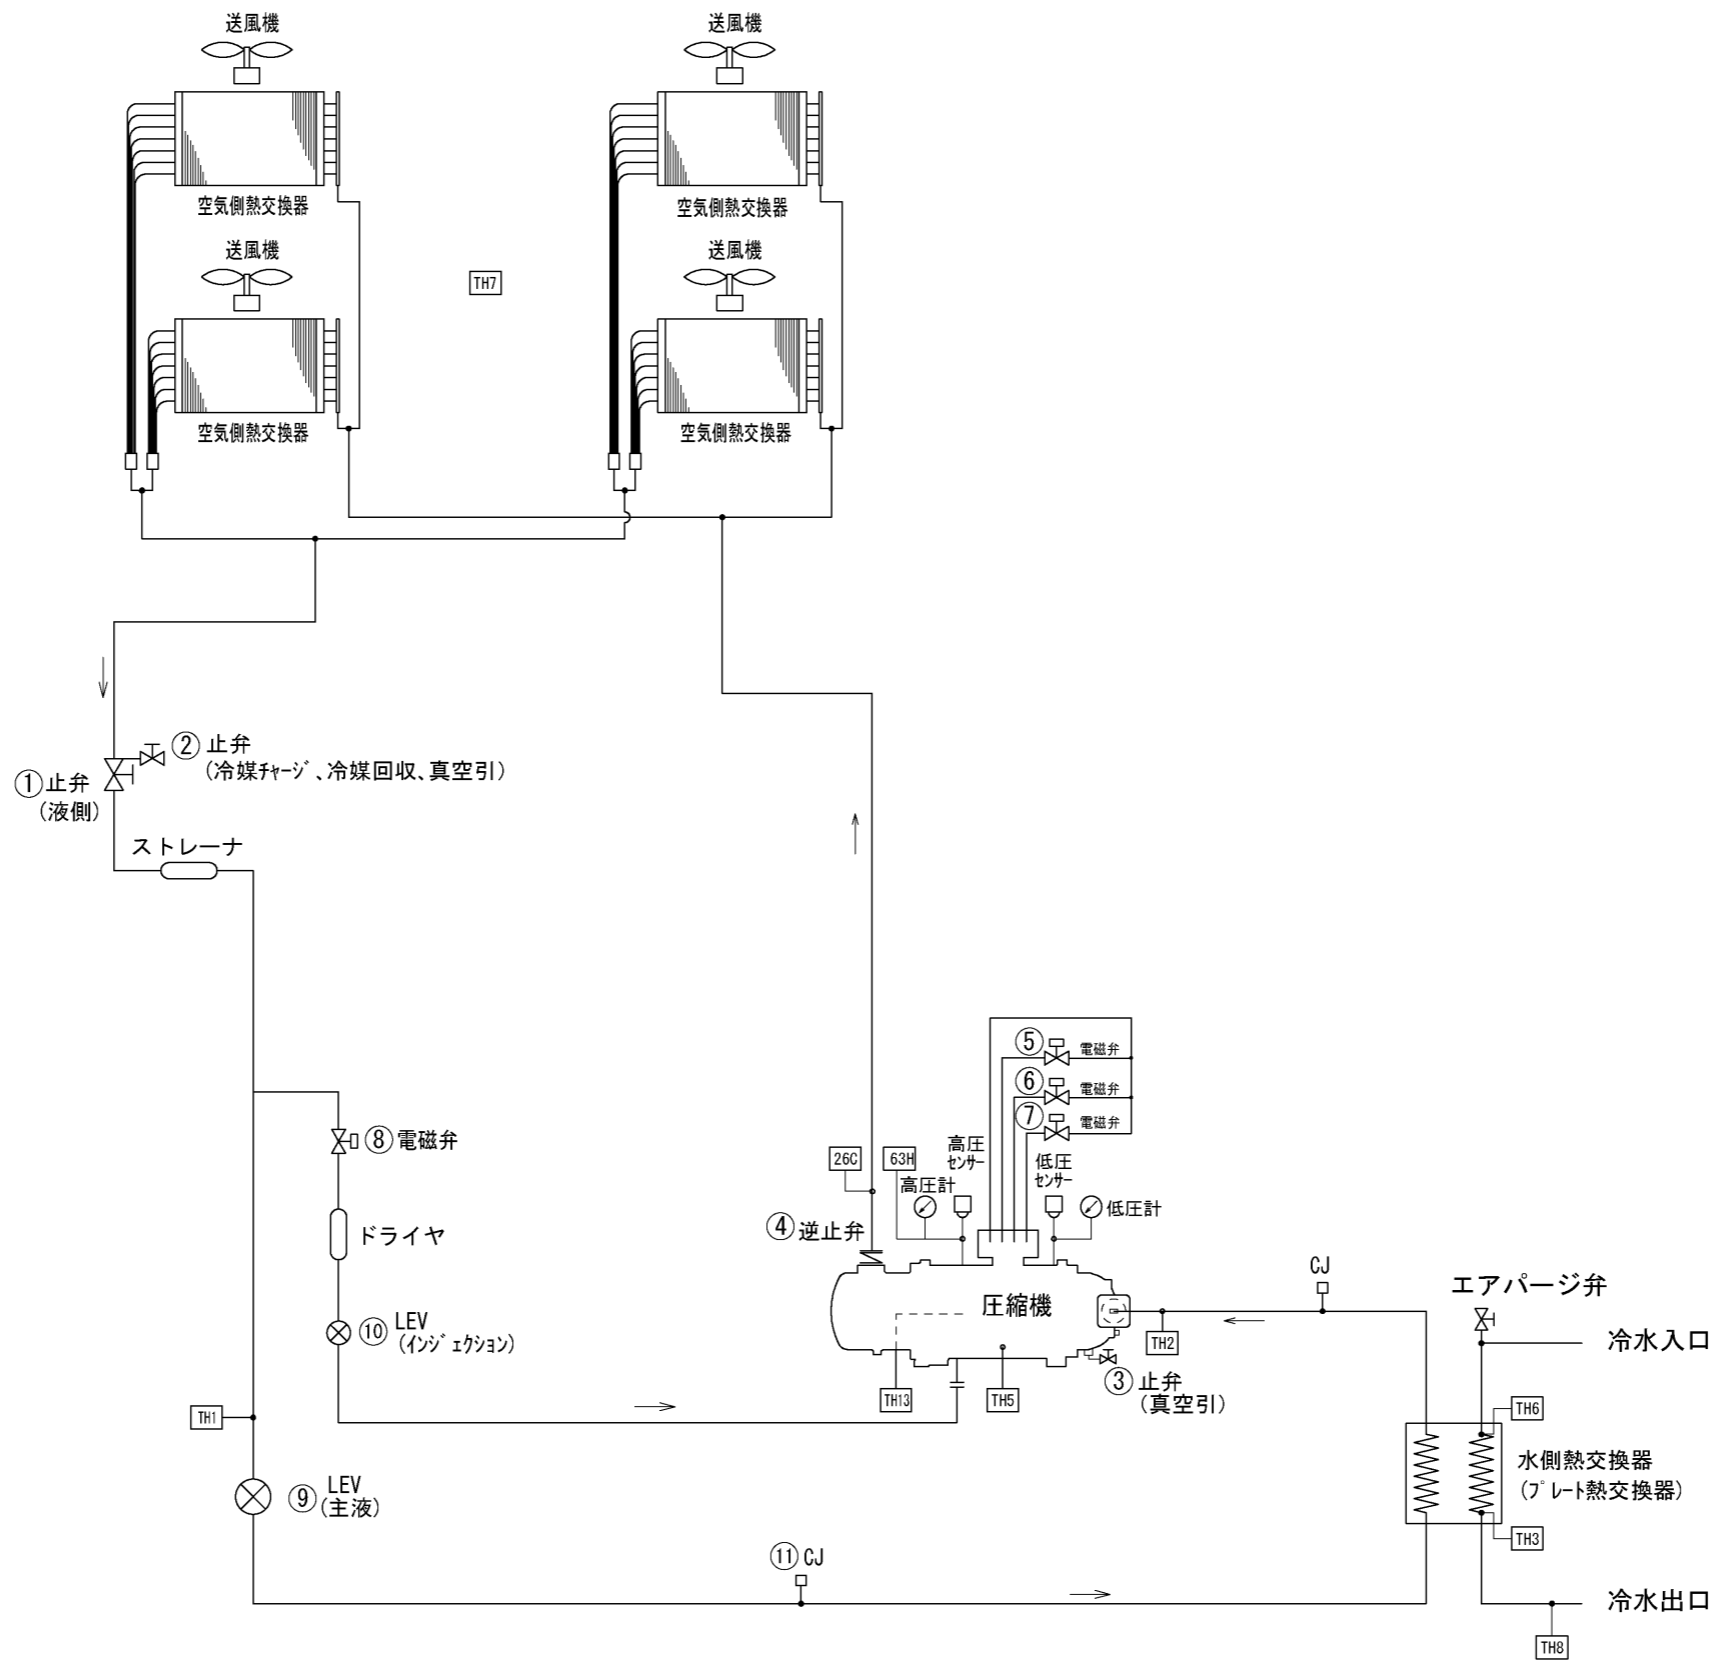 送風機
送風機
空気側熱交換器
空気側熱交換器
送風機
送風機
TH7
空気側熱交換器
空気側熱交換器
② 止弁
(冷媒ﾁｬｰｼﾞ、冷媒回収、真空引)
① 止弁
(液側)
ストレーナ
⑤ 電磁弁
⑥ 電磁弁
⑦ 電磁弁
⑧ 電磁弁
26C
63H
高圧
ｾﾝｻｰ
低圧
ｾﾝｻｰ
高圧計
低圧計
④ 逆止弁
ドライヤ
CJ
エアパージ弁
圧縮機
⑩ LEV
(ｲﾝｼﾞｪｸｼｮﾝ)
TH2
冷水入口
TH13
TH5
③ 止弁
(真空引)
TH1
TH6
水側熱交換器
(ﾌﾟﾚｰﾄ熱交換器)
⑨ LEV
(主液)
TH3
⑪ CJ
冷水出口
TH8